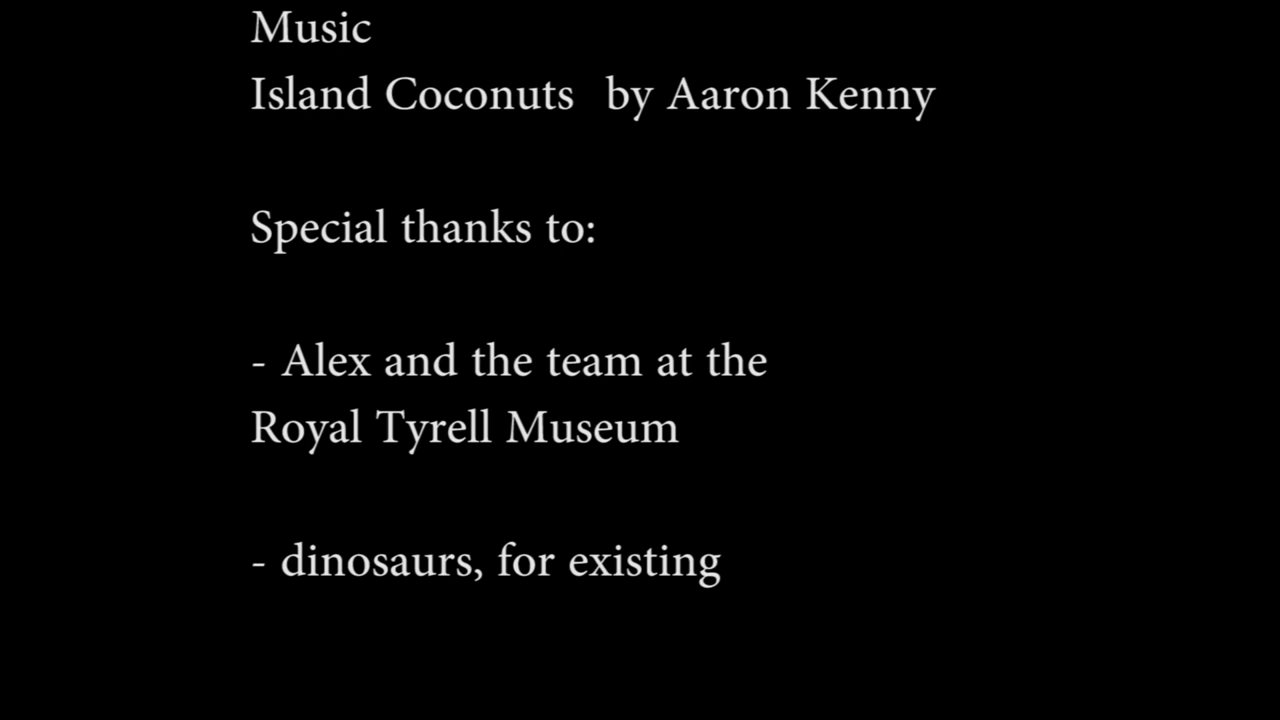 Music
Island Coconuts  by Aaron Kenny
Special thanks to:
- Alex and the team at the
Royal Tyrell Museum
- dinosaurs, for existing